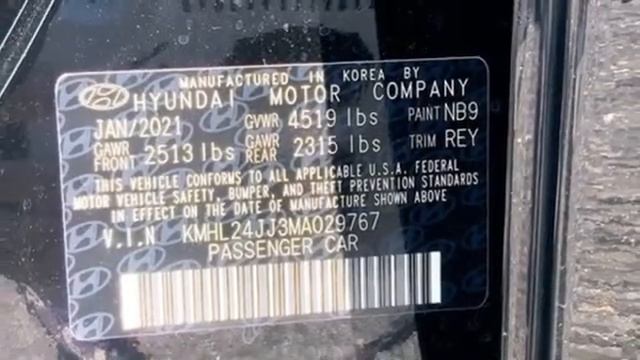 MANUFACTURED IN KOREA BY
HYUNDAI MOTOR COMPANY
JAN/2021 GVWR 4519 lbs PAINT NB9
GAWR FRONT 2513 lbs GAWR REAR 2315 lbs TRIM REY
THIS VEHICLE CONFORMS TO ALL APPLICABLE U.S.A. FEDERAL
MOTOR VEHICLE SAFETY, BUMPER, AND THEFT PREVENTION STANDARDS
IN EFFECT ON THE DATE OF MANUFACTURE SHOWN ABOVE
V.I.N KMHL24JJ3MA029767
PASSENGER CAR